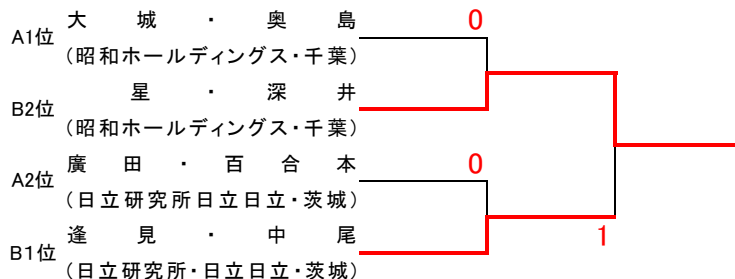 A1位 大城・奥島 0
(昭和ホールディングス・千葉)
B2位 星・深井
(昭和ホールディングス・千葉)
A2位 廣田・百合本 0
(日立研究所日立日立・茨城)
B1位 逢見・中尾 1
(日立研究所・日立日立・茨城)